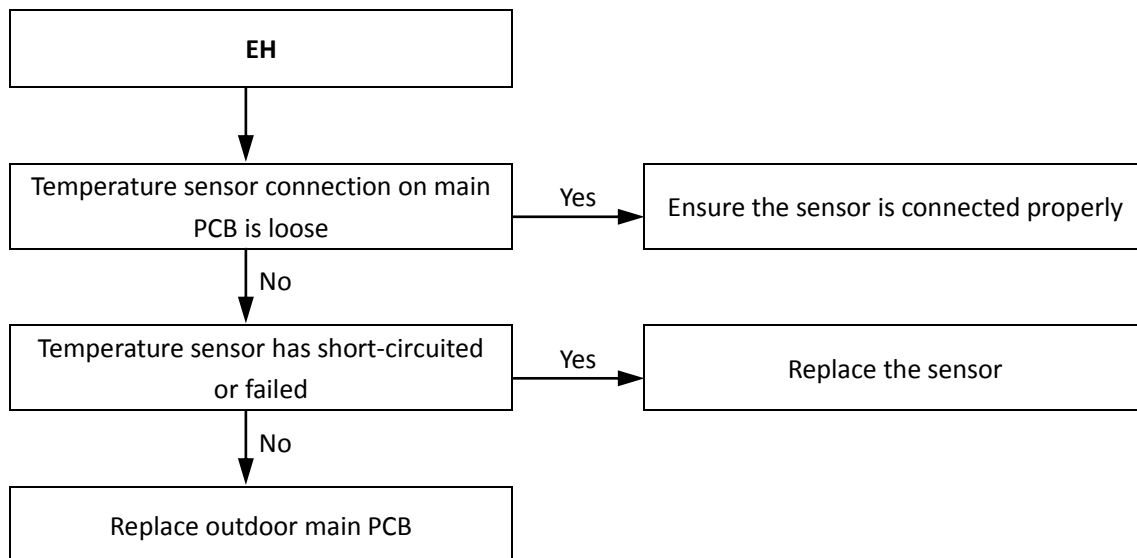 EH
Temperature sensor connection on main
PCB is loose
Yes
Ensure the sensor is connected properly
No
Temperature sensor has short-circuited
or failed
Yes
Replace the sensor
No
Replace outdoor main PCB